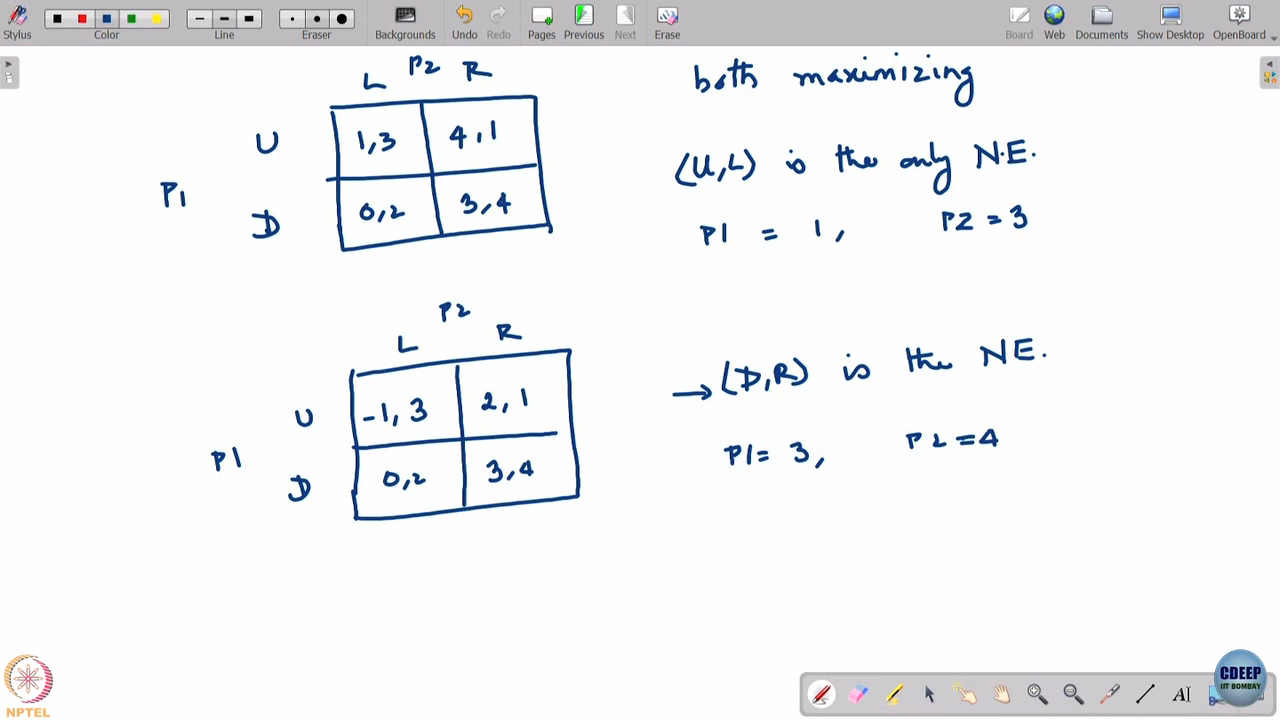 Stylus
Color
Line
Eraser
Backgrounds
Undo
Redo
Pages
Previous
Next
Erase
Board
Web
Documents
Show Desktop
OpenBoard
P2
L R
U 1,3 4,1
P1
D 0,2 3,4
both maximizing
(U,L) is the only N.E.
P1 = 1, P2 = 3
P2
L R
U -1,3 2,1
P1
D 0,2 3,4
→(D,R) is the NE.
P1= 3, P2 =4
NPTEL
CDEEP
IIT BOMBAY